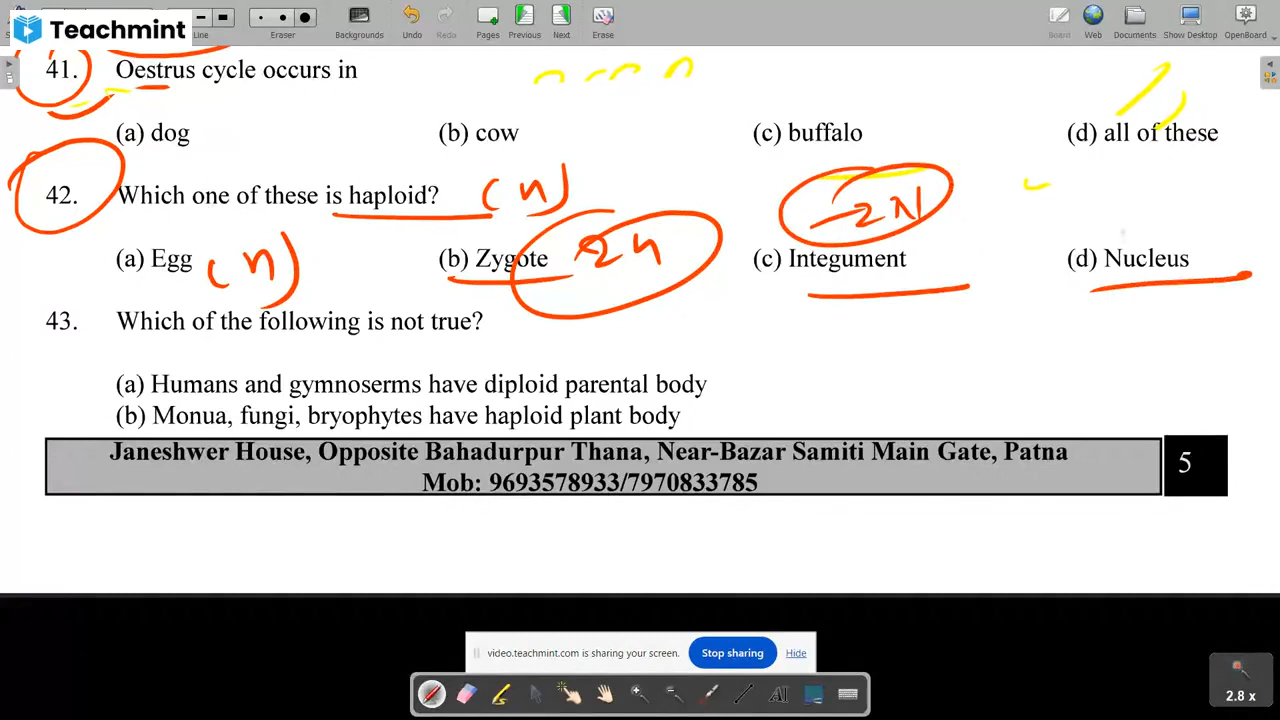 Teachmint
Line
Eraser
Backgrounds
Undo
Redo
Pages
Previous
Next
Erase
Board
Web
Documents
Show Desktop
OpenBoard
41. Oestrus cycle occurs in
(a) dog (b) cow (c) buffalo (d) all of these
42. Which one of these is haploid? (n)
2n
(a) Egg (n) (b) Zygote 2n (c) Integument (d) Nucleus
43. Which of the following is not true?
(a) Humans and gymnoserms have diploid parental body
(b) Monua, fungi, bryophytes have haploid plant body
Janeshwer House, Opposite Bahadurpur Thana, Near-Bazar Samiti Main Gate, Patna
Mob: 9693578933/7970833785
5
video.teachmint.com is sharing your screen. Stop sharing Hide
2.8 x